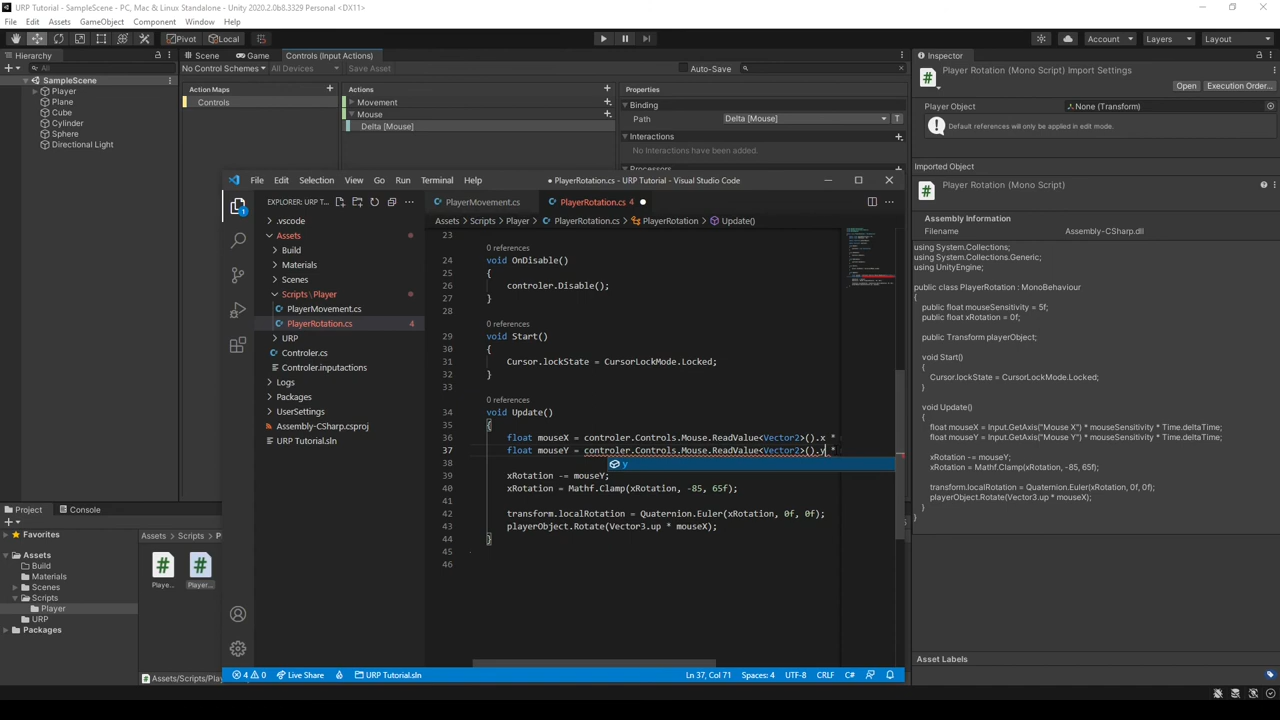 URP Tutorial - SampleScene - PC, Mac & Linux Standalone - Unity 2020.2.0b8.3329 Personal <DX11>
File Edit Assets GameObject Component Window Help
Pivot Local Account Layers Layout
Hierarchy
All
SampleScene
Player
Plane
Cube
Cylinder
Sphere
Directional Light
Scene Game Controls (Input Actions)
No Control Schemes All Devices Save Asset Auto-Save
Action Maps
Controls
Actions
Movement
Mouse
Delta [Mouse]
Properties
Binding
Path Delta [Mouse]
Interactions
No Interactions have been added.
Processors
Inspector
Player Rotation (Mono Script) Import Settings
Open Execution Order...
Player Object None (Transform)
Default references will only be applied in edit mode.
Imported Object
Player Rotation (Mono Script)
Assembly Information
Filename Assembly-CSharp.dll
using System.Collections;
using System.Collections.Generic;
using UnityEngine;
public class PlayerRotation : MonoBehaviour
{
public float mouseSensitivity = 5f;
public float xRotation = 0f;
public Transform playerObject;
void Start()
{
Cursor.lockState = CursorLockMode.Locked;
}
void Update()
{
float mouseX = Input.GetAxis("Mouse X") * mouseSensitivity * Time.deltaTime;
float mouseY = Input.GetAxis("Mouse Y") * mouseSensitivity * Time.deltaTime;
xRotation -= mouseY;
xRotation = Mathf.Clamp(xRotation, -85, 65f);
transform.localRotation = Quaternion.Euler(xRotation, 0f, 0f);
playerObject.Rotate(Vector3.up * mouseX);
}
}
Asset Labels
File Edit Selection View Go Run Terminal Help
● PlayerRotation.cs - URP Tutorial - Visual Studio Code
EXPLORER: URP T...
.vscode
Assets
Build
Materials
Scenes
Scripts\Player
PlayerMovement.cs
PlayerRotation.cs 4
URP
Controler.cs
Controler.inputactions
Logs
Packages
UserSettings
Assembly-CSharp.csproj
URP Tutorial.sln
1
PlayerMovement.cs PlayerRotation.cs 4
Assets > Scripts > Player > PlayerRotation.cs > PlayerRotation > Update()
23
0 references
24 void OnDisable()
25 {
26 controler.Disable();
27 }
28
0 references
29 void Start()
30 {
31 Cursor.lockState = CursorLockMode.Locked;
32 }
33
0 references
34 void Update()
35 {
36 float mouseX = controler.Controls.Mouse.ReadValue<Vector2>().x *
37 float mouseY = controler.Controls.Mouse.ReadValue<Vector2>().y *
y
38
39 xRotation -= mouseY;
40 xRotation = Mathf.Clamp(xRotation, -85, 65f);
41
42 transform.localRotation = Quaternion.Euler(xRotation, 0f, 0f);
43 playerObject.Rotate(Vector3.up * mouseX);
44 }
45
46
4 0 Live Share URP Tutorial.sln Ln 37, Col 71 Spaces: 4 UTF-8 CRLF C#
Project Console
Favorites
Assets
Build
Materials
Scenes
Scripts
Player
URP
Packages
Assets > Scripts > P
Playe... Player...
Assets/Scripts/Play